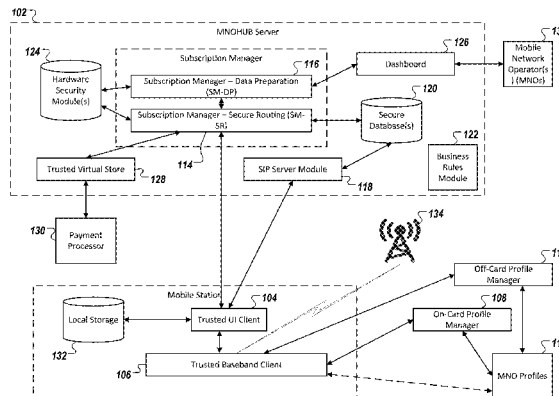 102
MNOHUB Server
124
Hardware
Security
Module(s)
Subscription Manager
116
Subscription Manager – Data Preparation
(SM-DP)
Subscription Manager – Secure Routing (SM-
SR)
114
126
Dashboard
Mobile
Network
Operator(s
) (MNOs)
120
Secure
Database(s)
122
Business
Rules
Module
Trusted Virtual Store
128
SIP Server Module
118
130
Payment
Processor
134
Off-Card Profile
Manager
Mobile Station
104
108
Local Storage
Trusted UI Client
On-Card Profile
Manager
132
106
Trusted Baseband Client
MNO Profiles